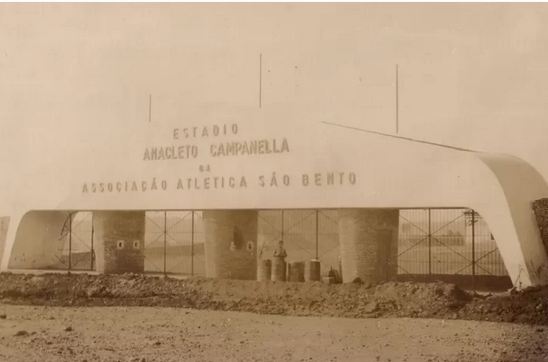 ESTADIO
ANACLETO CAMPANELLA
DA
ASSOCIAÇÃO ATLETICA SÃO BENTO